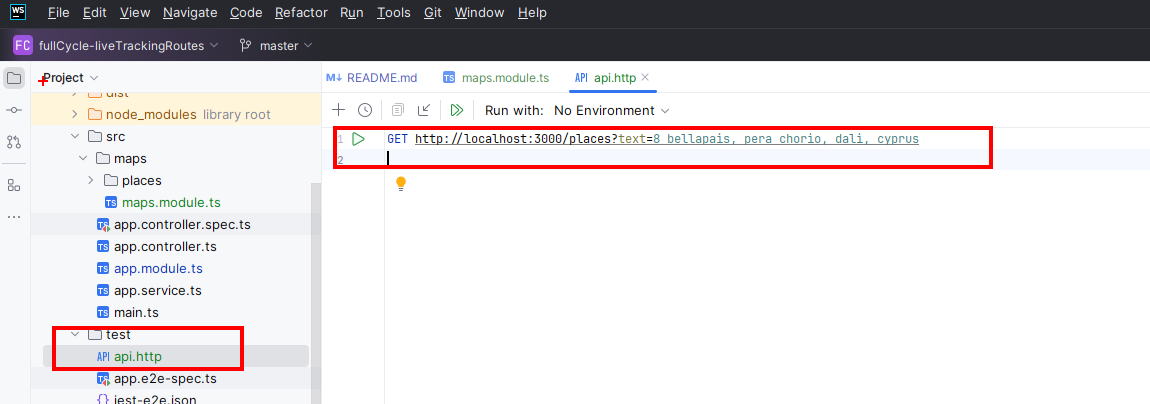 WS File Edit View Navigate Code Refactor Run Tools Git Window Help
FC fullCycle-liveTrackingRoutes master
Project
M↓ README.md TS maps.module.ts API api.http
dist
Run with: No Environment
node_modules library root
src
1 GET http://localhost:3000/places?text=8 bellapais, pera chorio, dali, cyprus
maps
2
places
TS maps.module.ts
TS app.controller.spec.ts
TS app.controller.ts
TS app.module.ts
TS app.service.ts
TS main.ts
test
API api.http
TS app.e2e-spec.ts
{} jest-e2e.json